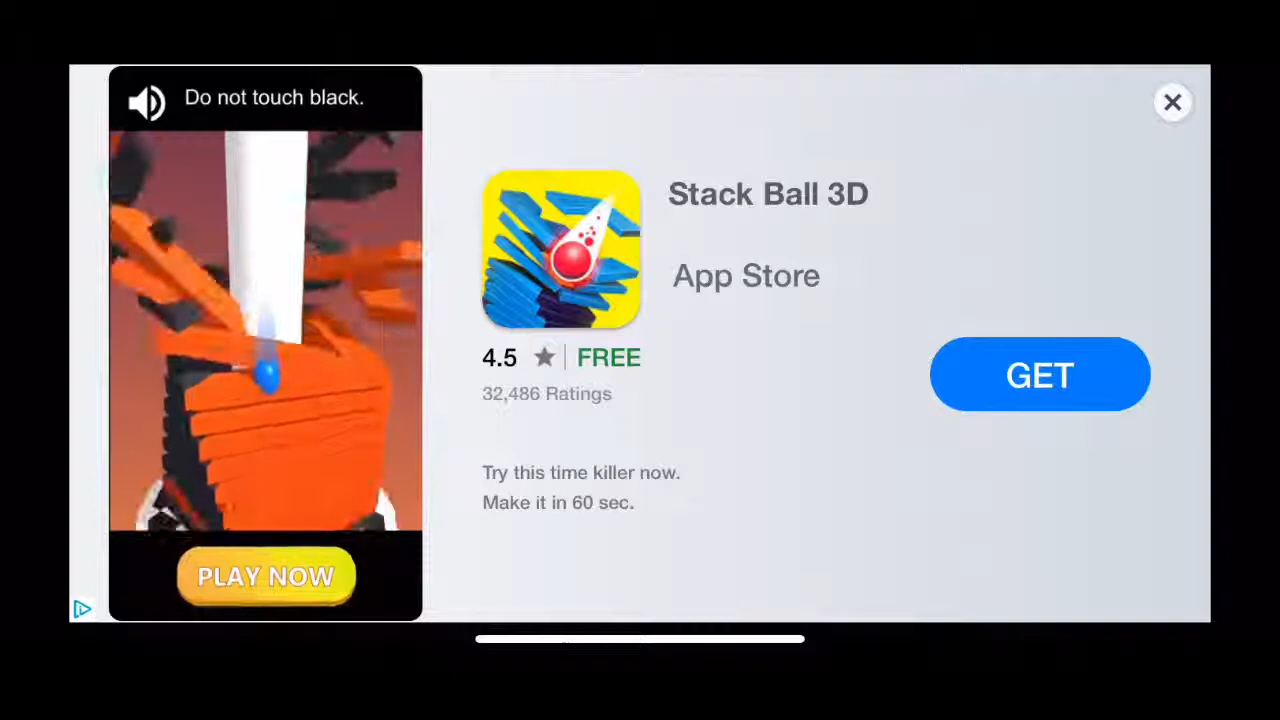 Do not touch black.
Stack Ball 3D
App Store
4.5 FREE
32,486 Ratings
GET
Try this time killer now.
Make it in 60 sec.
PLAY NOW